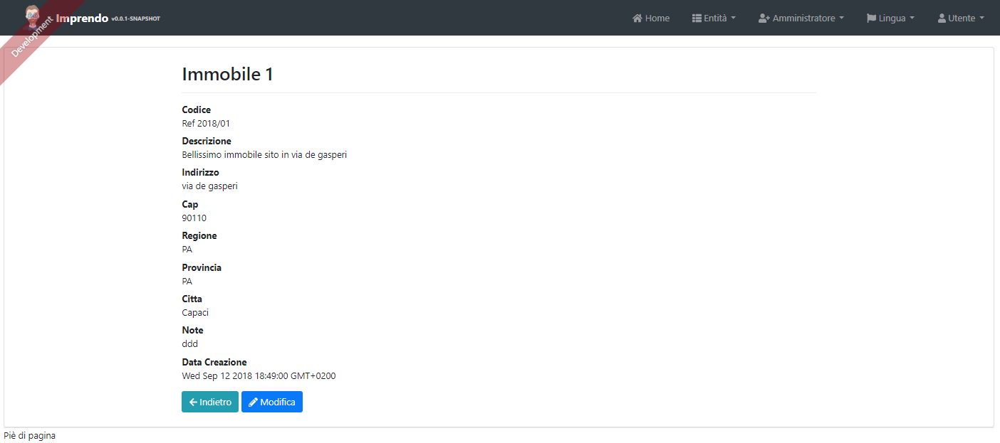 Development
Imprendo v0.0.1-SNAPSHOT
Home
Entità
Amministratore
Lingua
Utente
Immobile 1
Codice
Ref 2018/01
Descrizione
Bellissimo immobile sito in via de gasperi
Indirizzo
via de gasperi
Cap
90110
Regione
PA
Provincia
PA
Citta
Capaci
Note
ddd
Data Creazione
Wed Sep 12 2018 18:49:00 GMT+0200
Indietro
Modifica
Piè di pagina